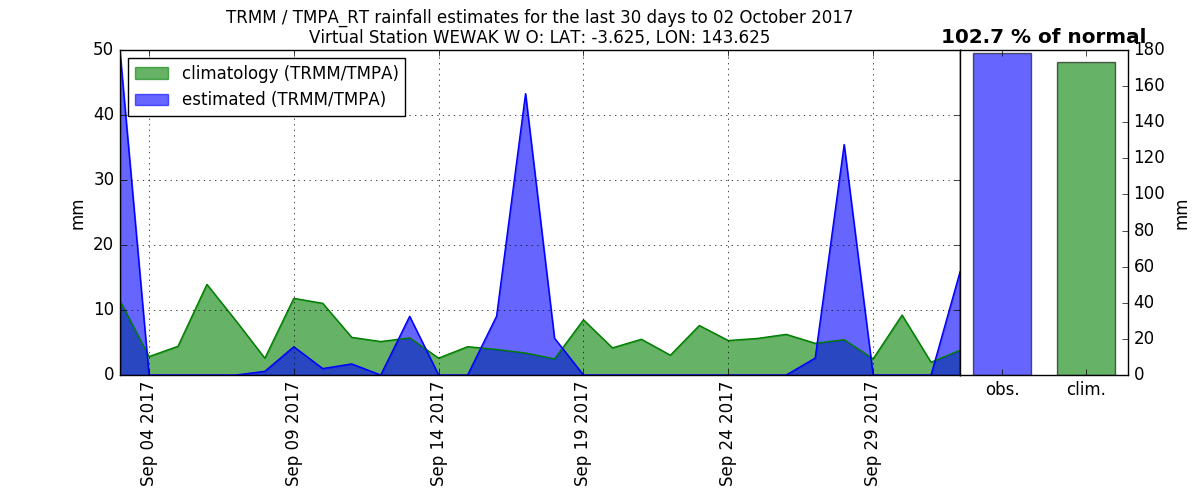 TRMM / TMPA_RT rainfall estimates for the last 30 days to 02 October 2017
Virtual Station WEWAK W O: LAT: -3.625, LON: 143.625
102.7 % of normal
climatology (TRMM/TMPA)
estimated (TRMM/TMPA)
50
40
30
20
10
0
mm
Sep 04 2017
Sep 09 2017
Sep 14 2017
Sep 19 2017
Sep 24 2017
Sep 29 2017
obs.
clim.
180
160
140
120
100
80
60
40
20
0
mm